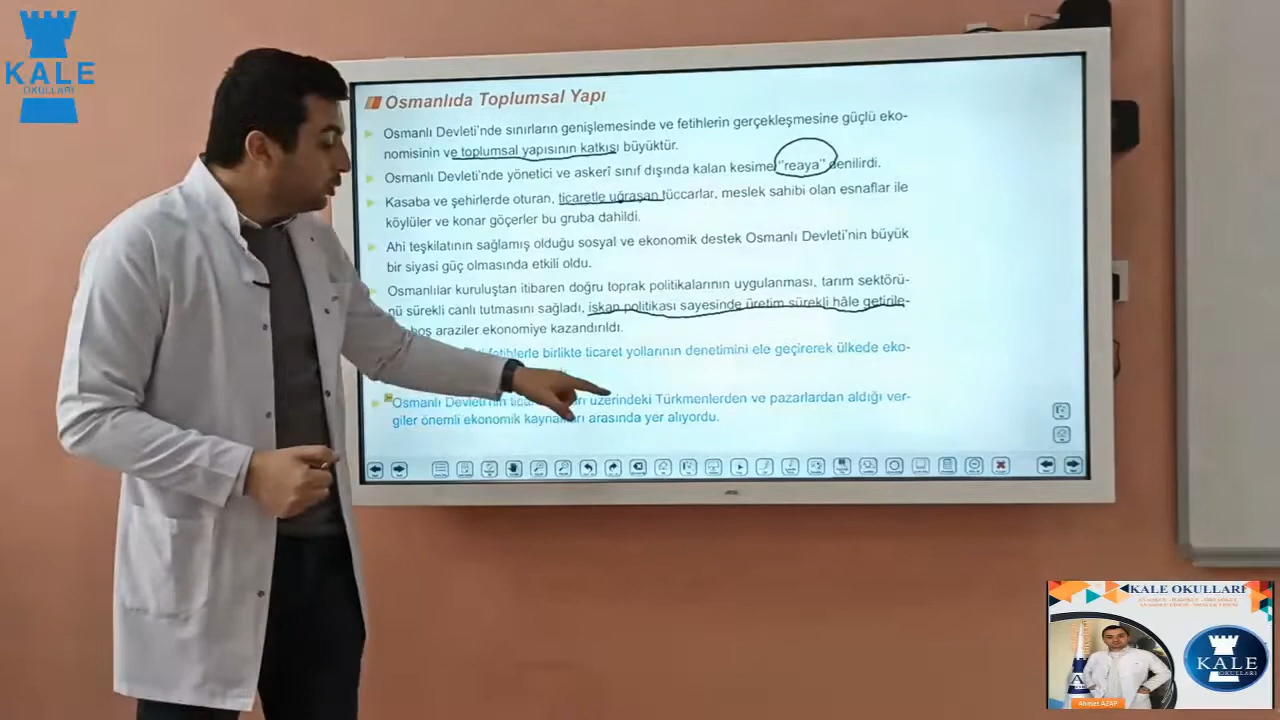 KALE
OKULLARI
Osmanlıda Toplumsal Yapı
Osmanlı Devleti'nde sınırların genişlemesinde ve fetihlerin gerçekleşmesine güçlü eko-
nomisinin ve toplumsal yapısının katkısı büyüktür.
Osmanlı Devleti'nde yönetici ve askerî sınıf dışında kalan kesime "reaya" denilirdi.
Kasaba ve şehirlerde oturan, ticaretle uğraşan tüccarlar, meslek sahibi olan esnaflar ile
köylüler ve konar göçerler bu gruba dahildi.
Ahi teşkilatının sağlamış olduğu sosyal ve ekonomik destek Osmanlı Devleti'nin büyük
bir siyasi güç olmasında etkili oldu.
Osmanlılar kuruluştan itibaren doğru toprak politikalarının uygulanması, tarım sektörü-
nü sürekli canlı tutmasını sağladı, iskan politikası sayesinde üretim sürekli hâle getirile-
boş araziler ekonomiye kazandırıldı.
fetihlerle birlikte ticaret yollarının denetimini ele geçirerek ülkede eko-
Osmanlı Devleti'nin üzerindeki Türkmenlerden ve pazarlardan aldığı ver-
giler önemli ekonomik kaynakları arasında yer alıyordu.
KALE OKULLARI
KALE
OKULLARI
Ahmet AZAP